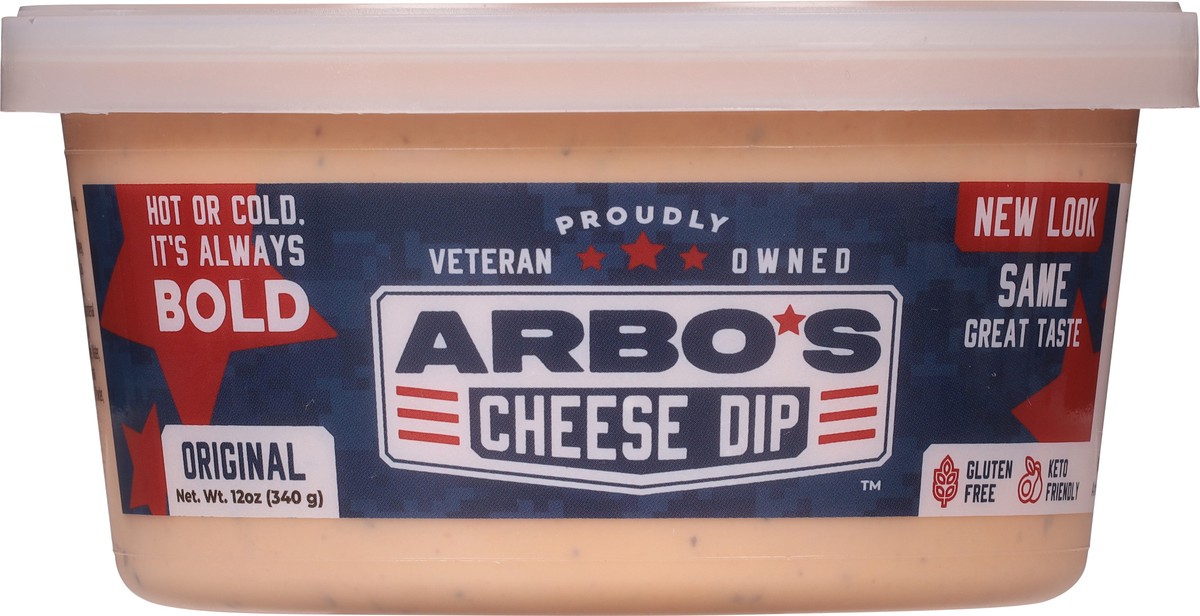 HOT OR COLD.
IT'S ALWAYS
BOLD
PROUDLY
VETERAN OWNED
ARBO'S
CHEESE DIP
TM
NEW LOOK
SAME
GREAT TASTE
ORIGINAL
Net. Wt. 12oz (340 g)
GLUTEN
FREE
KETO
FRIENDLY